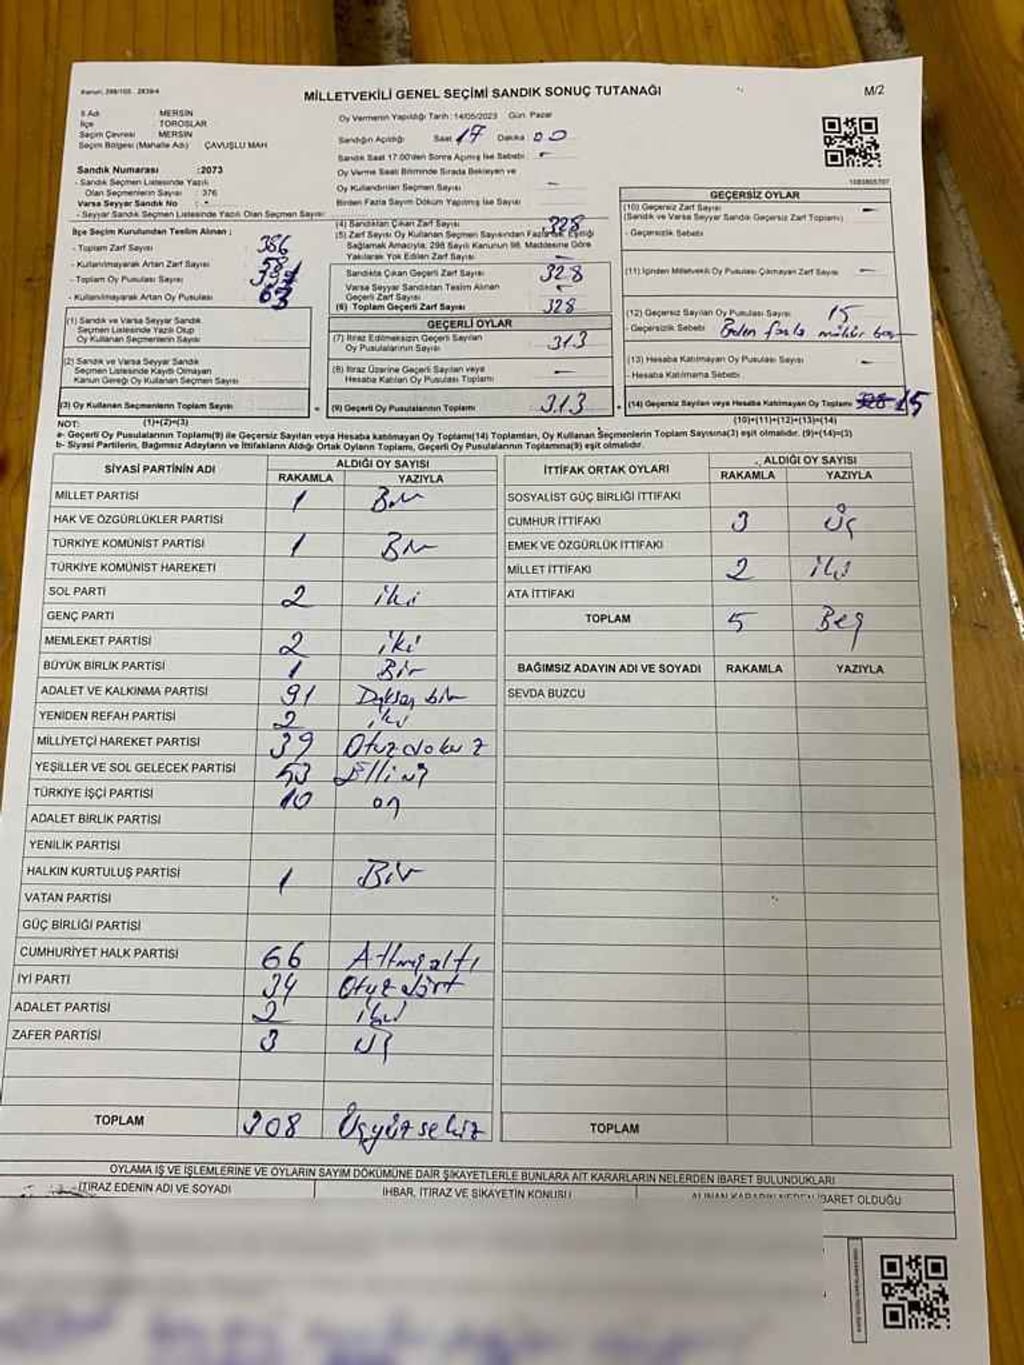 Kanun: 298/105 , 2839/4
MİLLETVEKİLİ GENEL SEÇİMİ SANDIK SONUÇ TUTANAĞI
M/2
İl Adı : MERSİN
İlçe : TOROSLAR
Seçim Çevresi : MERSİN
Seçim Bölgesi (Mahalle Adı) : ÇAVUŞLU MAH
Sandık Numarası :2073
- Sandık Seçmen Listesinde Yazılı
Olan Seçmenlerin Sayısı : 376
Varsa Seyyar Sandık No : -
- Seyyar Sandık Seçmen Listesinde Yazılı Olan Seçmen Sayısı
İlçe Seçim Kurulundan Teslim Alınan ;
- Toplam Zarf Sayısı 386
- Kullanılmayarak Artan Zarf Sayısı 58
- Toplam Oy Pusulası Sayısı
- Kullanılmayarak Artan Oy Pusulası 63
(1) Sandık ve Varsa Seyyar Sandık
Seçmen Listesinde Yazılı Olup
Oy Kullanan Seçmenlerin Sayısı
(2) Sandık ve Varsa Seyyar Sandık
Seçmen Listesinde Kaydı Olmayan
Kanun Gereği Oy Kullanan Seçmen Sayısı
(3) Oy Kullanan Seçmenlerin Toplam Sayısı
Oy Vermenin Yapıldığı Tarih : 14/05/2023 Gün: Pazar
Sandığın Açıldığı Saat 17 Dakika : 00
Sandık Saat 17.00'den Sonra Açılmış İse Sebebi : -
Oy Verme Saati Bitiminde Sırada Bekleyen ve
Oy Kullandırılan Seçmen Sayısı -
Birden Fazla Sayım Döküm Yapılmış İse Sayısı
(4) Sandıktan Çıkan Zarf Sayısı 328
(5) Zarf Sayısı Oy Kullanan Seçmen Sayısından Fazla ise, Eşitliği
Sağlamak Amacıyla, 298 Sayılı Kanunun 98. Maddesine Göre
Yakılarak Yok Edilen Zarf Sayısı -
Sandıkta Çıkan Geçerli Zarf Sayısı 328
Varsa Seyyar Sandıktan Teslim Alınan
Geçerli Zarf Sayısı -
(6) Toplam Geçerli Zarf Sayısı 328
GEÇERLİ OYLAR
(7) İtiraz Edilmeksizin Geçerli Sayılan
Oy Pusulalarının Sayısı 313
(8) İtiraz Üzerine Geçerli Sayılan veya
Hesaba Katılan Oy Pusulaları Toplamı -
(9) Geçerli Oy Pusulalarının Toplamı 313
1083805707
GEÇERSİZ OYLAR
(10) Geçersiz Zarf Sayısı -
(Sandık ve Varsa Seyyar Sandık Geçersiz Zarf Toplamı)
- Geçersizlik Sebebi
(11) İçinden Milletvekili Oy Pusulası Çıkmayan Zarf Sayısı -
(12) Geçersiz Sayılan Oy Pusulası Sayısı 15
- Geçersizlik Sebebi Birden fazla mühür
(13) Hesaba Katılmayan Oy Pusulası Sayısı -
- Hesaba Katılmama Sebebi
(14) Geçersiz Sayılan veya Hesaba Katılmayan Oy Toplamı 328 15
NOT: (1)+(2)=(3) (10)+(11)+(12)+(13)=(14)
a- Geçerli Oy Pusulalarının Toplamı(9) ile Geçersiz Sayılan veya Hesaba katılmayan Oy Toplamı(14) Toplamları, Oy Kullanan Seçmenlerin Toplam Sayısına(3) eşit olmalıdır. (9)+(14)=(3)
b- Siyasi Partilerin, Bağımsız Adayların ve İttifakların Aldığı Ortak Oyların Toplamı, Geçerli Oy Pusulalarının Toplamına(9) eşit olmalıdır.
SİYASİ PARTİNİN ADI ALDIĞI OY SAYISI
RAKAMLA YAZIYLA
MİLLET PARTİSİ 1 Bir
HAK VE ÖZGÜRLÜKLER PARTİSİ
TÜRKİYE KOMÜNİST PARTİSİ 1 Bir
TÜRKİYE KOMÜNİST HAREKETİ
SOL PARTİ 2 iki
GENÇ PARTİ
MEMLEKET PARTİSİ 2 iki
BÜYÜK BİRLİK PARTİSİ 1 Bir
ADALET VE KALKINMA PARTİSİ 91 Doksan bir
YENİDEN REFAH PARTİSİ 2 iki
MİLLİYETÇİ HAREKET PARTİSİ 39 Otuz dokuz
YEŞİLLER VE SOL GELECEK PARTİSİ 53 Elli üç
TÜRKİYE İŞÇİ PARTİSİ 10 on
ADALET BİRLİK PARTİSİ
YENİLİK PARTİSİ
HALKIN KURTULUŞ PARTİSİ 1 Bir
VATAN PARTİSİ
GÜÇ BİRLİĞİ PARTİSİ
CUMHURİYET HALK PARTİSİ 66 Altmışaltı
İYİ PARTİ 34 Otuz dört
ADALET PARTİSİ 2 iki
ZAFER PARTİSİ 3 üç
TOPLAM 308 Üçyüz sekiz
İTTİFAK ORTAK OYLARI ALDIĞI OY SAYISI
RAKAMLA YAZIYLA
SOSYALİST GÜÇ BİRLİĞİ İTTİFAKI
CUMHUR İTTİFAKI 3 üç
EMEK VE ÖZGÜRLÜK İTTİFAKI
MİLLET İTTİFAKI 2 iki
ATA İTTİFAKI
TOPLAM 5 Beş
BAĞIMSIZ ADAYIN ADI VE SOYADI RAKAMLA YAZIYLA
SEVDA BUZCU
TOPLAM
OYLAMA İŞ VE İŞLEMLERİNE VE OYLARIN SAYIM DÖKÜMÜNE DAİR ŞİKAYETLERLE BUNLARA AİT KARARLARIN NELERDEN İBARET BULUNDUKLARI
İTİRAZ EDENİN ADI VE SOYADI İHBAR, İTİRAZ VE ŞİKAYETİN KONUSU ALINAN KARARIN NEDEN İBARET OLDUĞU